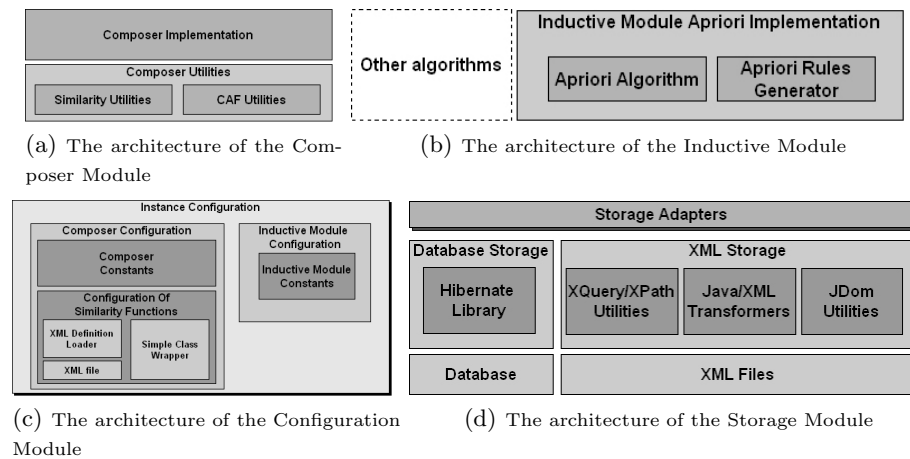 Composer Implementation
Composer Utilities
Similarity Utilities
CAF Utilities
(a) The architecture of the Com-
poser Module
Other algorithms
Inductive Module Apriori Implementation
Apriori Algorithm
Apriori Rules
Generator
(b) The architecture of the Inductive Module
Instance Configuration
Composer Configuration
Composer
Constants
Configuration Of
Similarity Functions
XML Definition
Loader
XML file
Simple Class
Wrapper
Inductive Module
Configuration
Inductive Module
Constants
(c) The architecture of the Configuration
Module
Storage Adapters
Database Storage
Hibernate
Library
Database
XML Storage
XQuery/XPath
Utilities
Java/XML
Transformers
JDom
Utilities
XML Files
(d) The architecture of the Storage Module